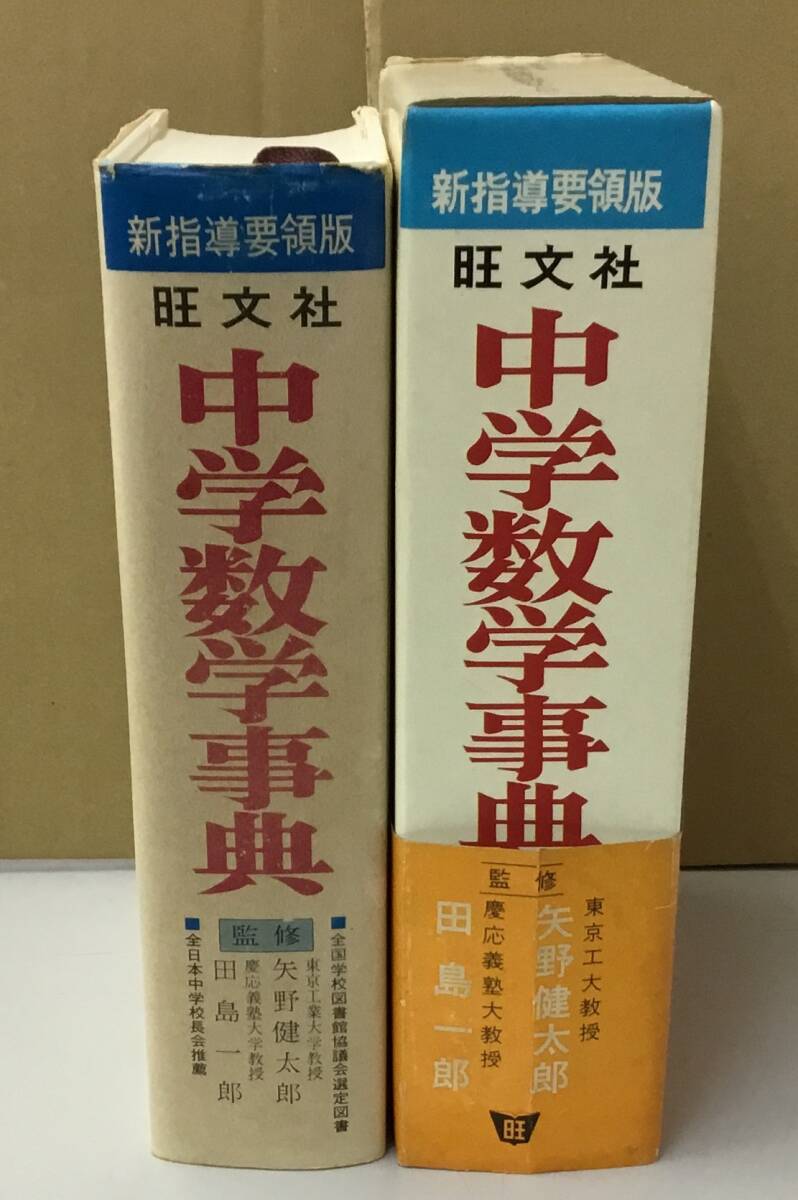 新指導要領版
旺文社
中学数学事典
監修
全国学校図書館協議会選定図書
東京工業大学教授
矢野健太郎
慶応義塾大学教授
田島一郎
全日本中学校長会推薦
新指導要領版
旺文社
中学数学事典
監修
東京工大教授
矢野健太郎
慶応義塾大教授
田島一郎
旺